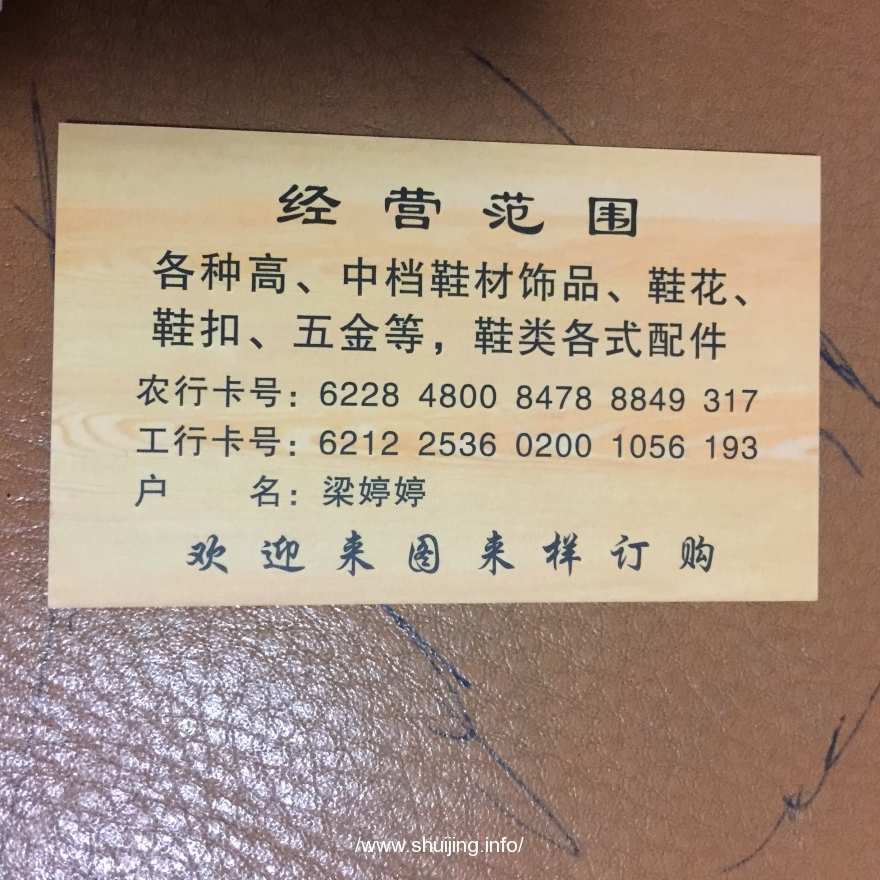 经营范围
各种高、中档鞋材饰品、鞋花、
鞋扣、五金等，鞋类各式配件
农行卡号：6228 4800 8478 8849 317
工行卡号：6212 2536 0200 1056 193
户　　名：梁婷婷
欢迎来图来样订购
/www.shuijing.info/